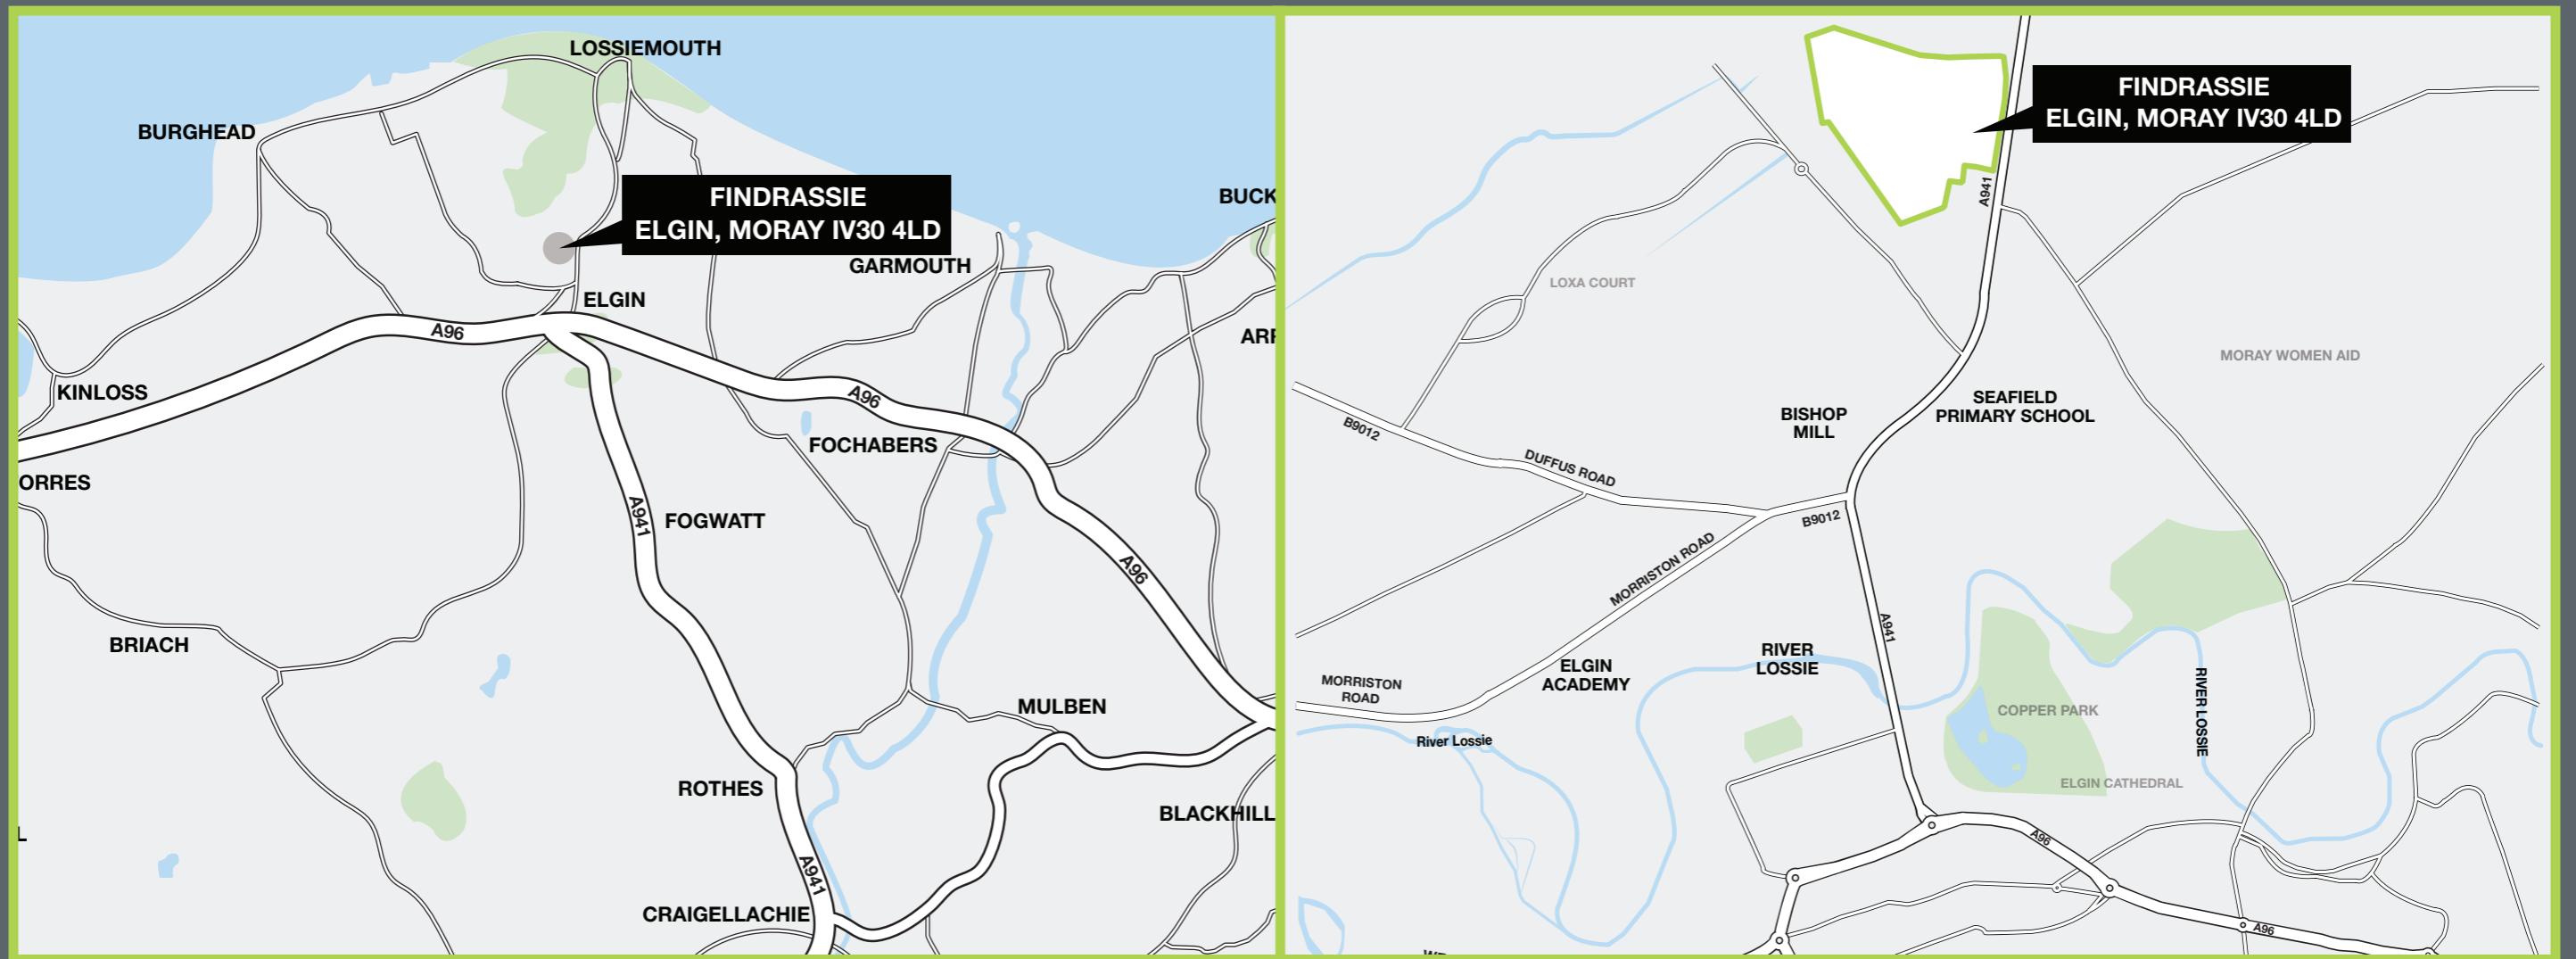 LOSSIEMOUTH
BURGHEAD
BUCK
FINDRASSIE
ELGIN, MORAY IV30 4LD
GARMOUTH
ELGIN
A96
ARR
KINLOSS
A96
FOCHABERS
ORRES
A941
FOGWATT
A96
BRIACH
MULBEN
ROTHES
BLACKHILL
L
A941
CRAIGELLACHIE
FINDRASSIE
ELGIN, MORAY IV30 4LD
A941
LOXA COURT
MORAY WOMEN AID
SEAFIELD
PRIMARY SCHOOL
BISHOP
MILL
B9012
DUFFUS ROAD
B9012
MORRISTON ROAD
A941
RIVER
LOSSIE
ELGIN
ACADEMY
MORRISTON
ROAD
RIVER LOSSIE
COPPER PARK
River Lossie
ELGIN CATHEDRAL
A96
A96